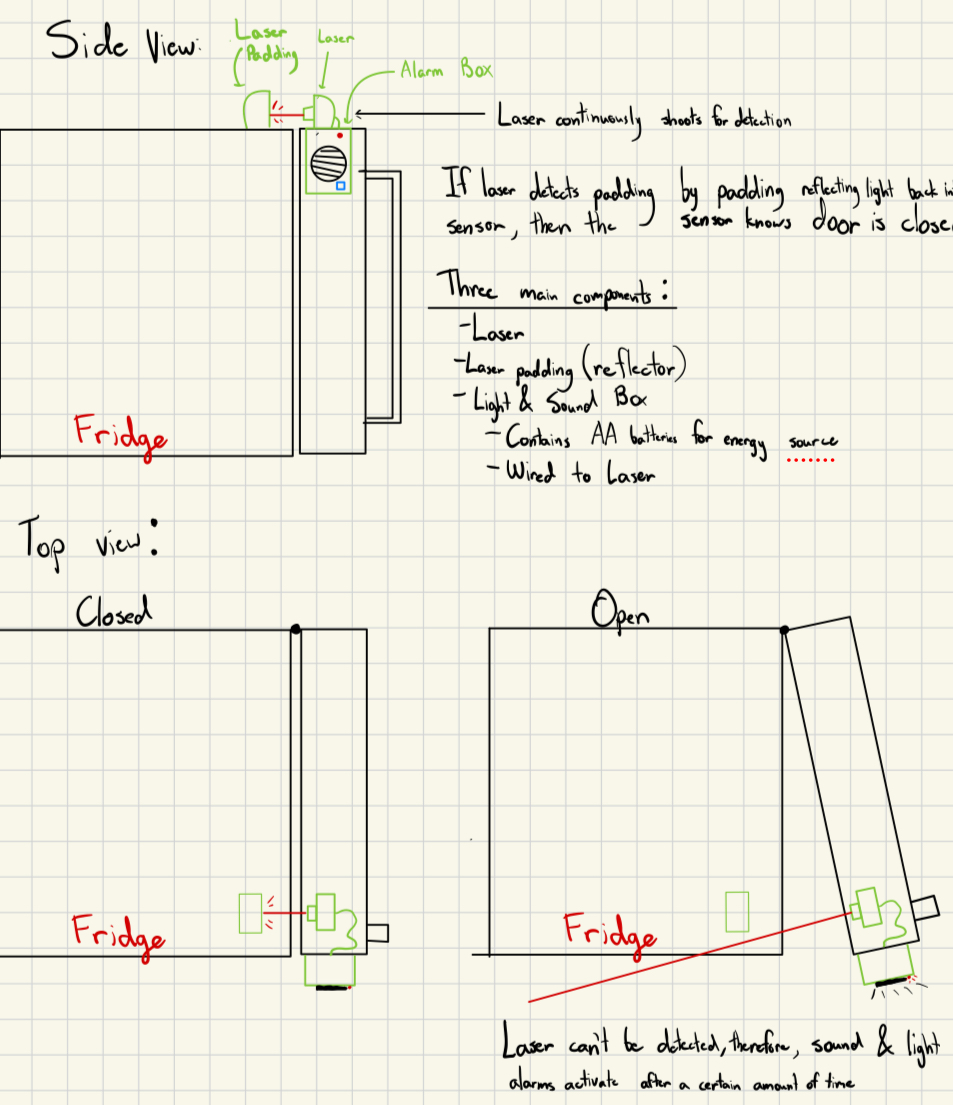 Side View:
Laser
Padding
Laser
Alarm Box
Laser continuously shoots for detection
If laser detects padding by padding reflecting light back
sensor, then the sensor knows door is close
Three main components:
-Laser
-Laser padding (reflector)
- Light & Sound Box
- Contains AA batteries for energy source
- Wired to Laser
Fridge
Top view:
Closed
Open
Fridge
Fridge
Laser can't be detected, therefore, sound & light
alarms activate after a certain amount of time